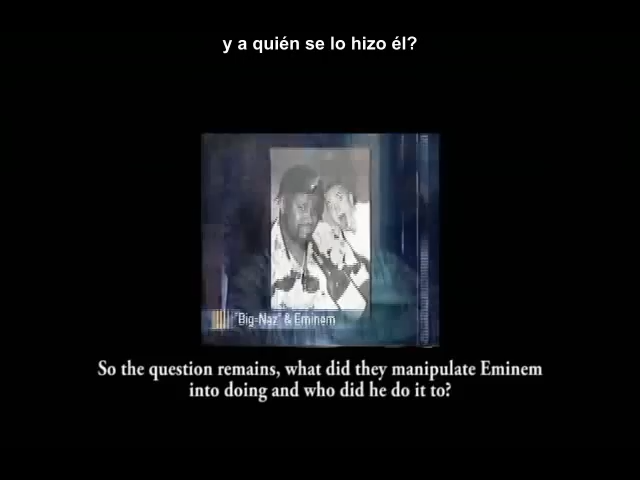 y a quién se lo hizo él?
"Big-Naz" & Eminem
So the question remains, what did they manipulate Eminem
into doing and who did he do it to?